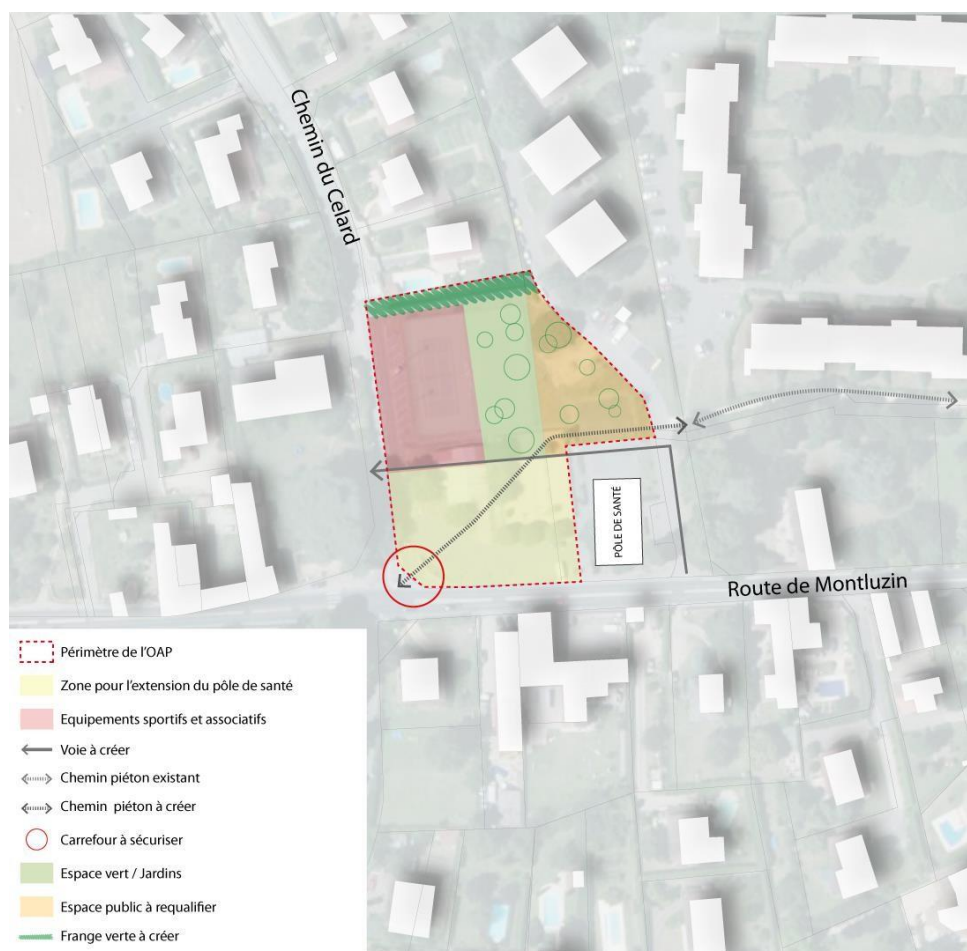 Chemin du Celard
PÔLE DE SANTÉ
Route de Montluzin
Périmètre de l'OAP
Zone pour l'extension du pôle de santé
Equipements sportifs et associatifs
Voie à créer
Chemin piéton existant
Chemin piéton à créer
Carrefour à sécuriser
Espace vert / Jardins
Espace public à requalifier
Frange verte à créer